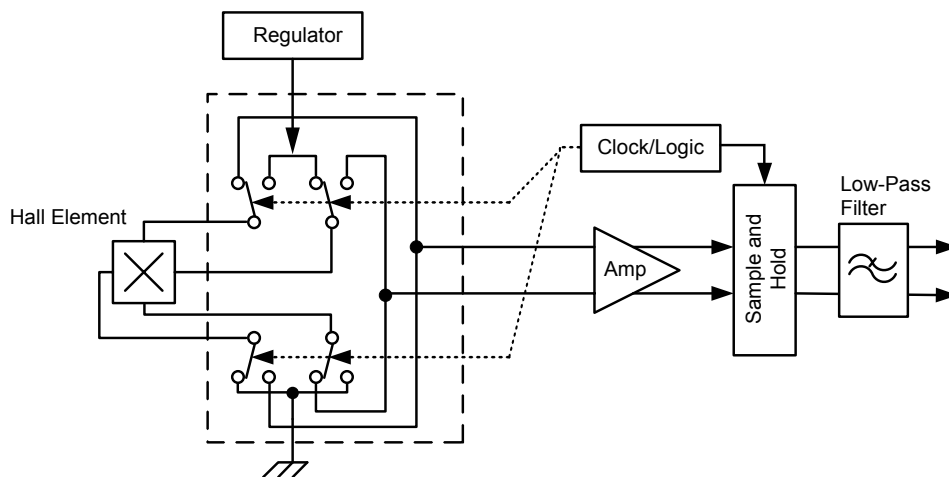 Regulator
Clock/Logic
Low-Pass
Filter
Hall Element
Amp
Sample and
Hold